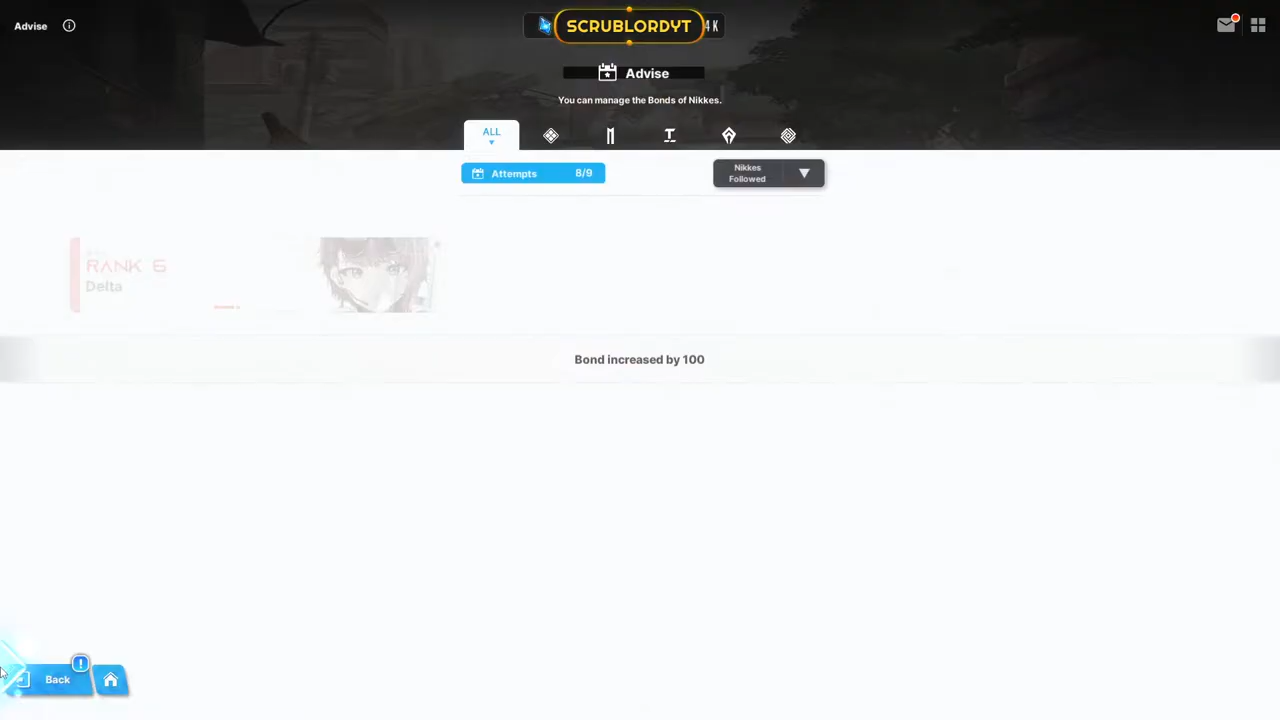 Advise
SCRUBLORDYT
4 K
Advise
You can manage the Bonds of Nikkes.
ALL
Attempts 8/9
Nikkes
Followed
RANK 6
Delta
Bond increased by 100
Back